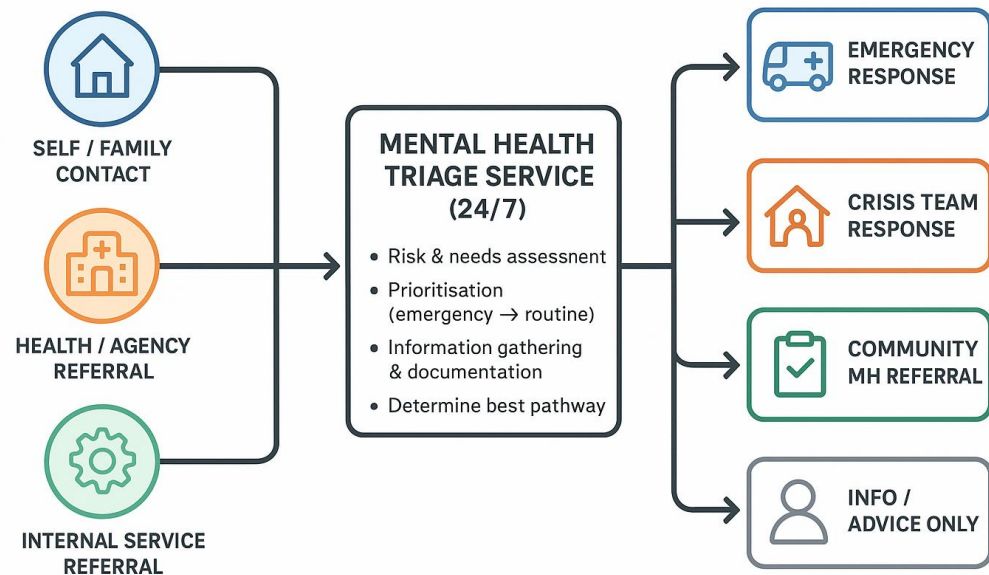 SELF / FAMILY
CONTACT
HEALTH / AGENCY
REFERRAL
INTERNAL SERVICE
REFERRAL
MENTAL HEALTH
TRIAGE SERVICE
(24/7)
• Risk & needs assessnent
• Prioritisation
(emergency → routine)
• Information gathering
& documentation
• Determine best pathway
EMERGENCY
RESPONSE
CRISIS TEAM
RESPONSE
COMMUNITY
MH REFERRAL
INFO /
ADVICE ONLY